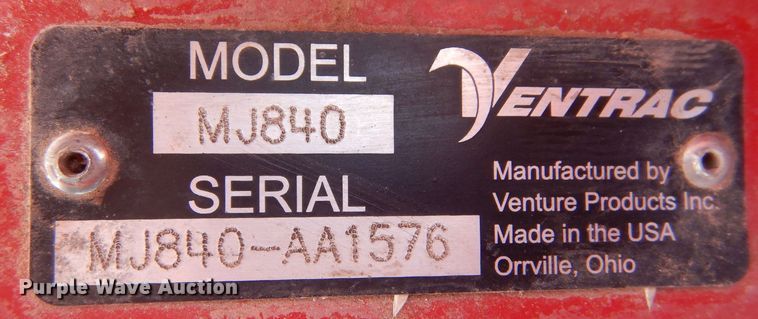 MODEL
MJ840
SERIAL
MJ840-AA1576
VENTRAC
Manufactured by
Venture Products Inc.
Made in the USA
Orrville, Ohio
Purple Wave Auction